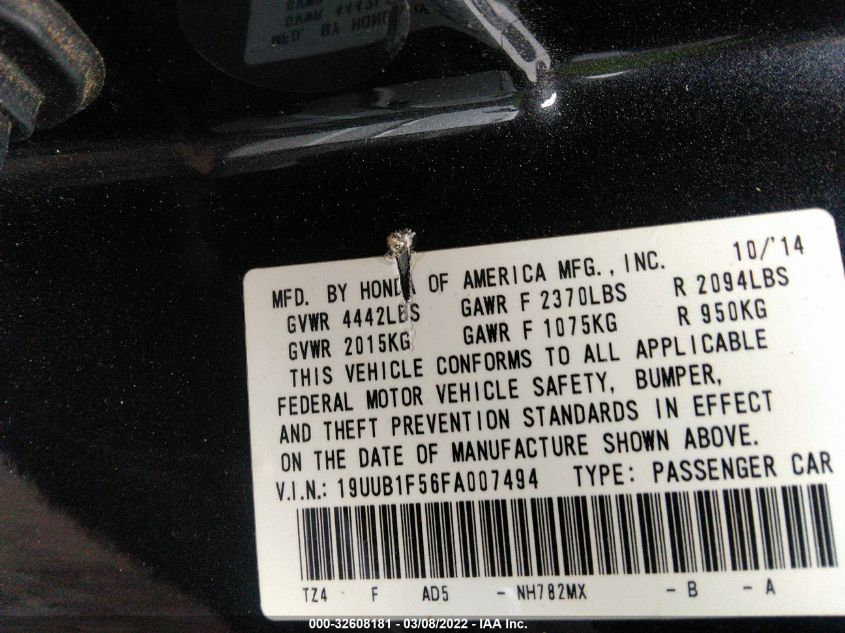 MFD. BY HONDA OF AMERICA MFG., INC. 10/'14
GVWR 4442LBS GAWR F 2370LBS R 2094LBS
GVWR 2015KG GAWR F 1075KG R 950KG
THIS VEHICLE CONFORMS TO ALL APPLICABLE
FEDERAL MOTOR VEHICLE SAFETY, BUMPER,
AND THEFT PREVENTION STANDARDS IN EFFECT
ON THE DATE OF MANUFACTURE SHOWN ABOVE.
V.I.N.: 19UUB1F56FA007494 TYPE: PASSENGER CAR
TZ4 F AD5 - NH782MX - B - A
000-32608181 - 03/08/2022 - IAA Inc.